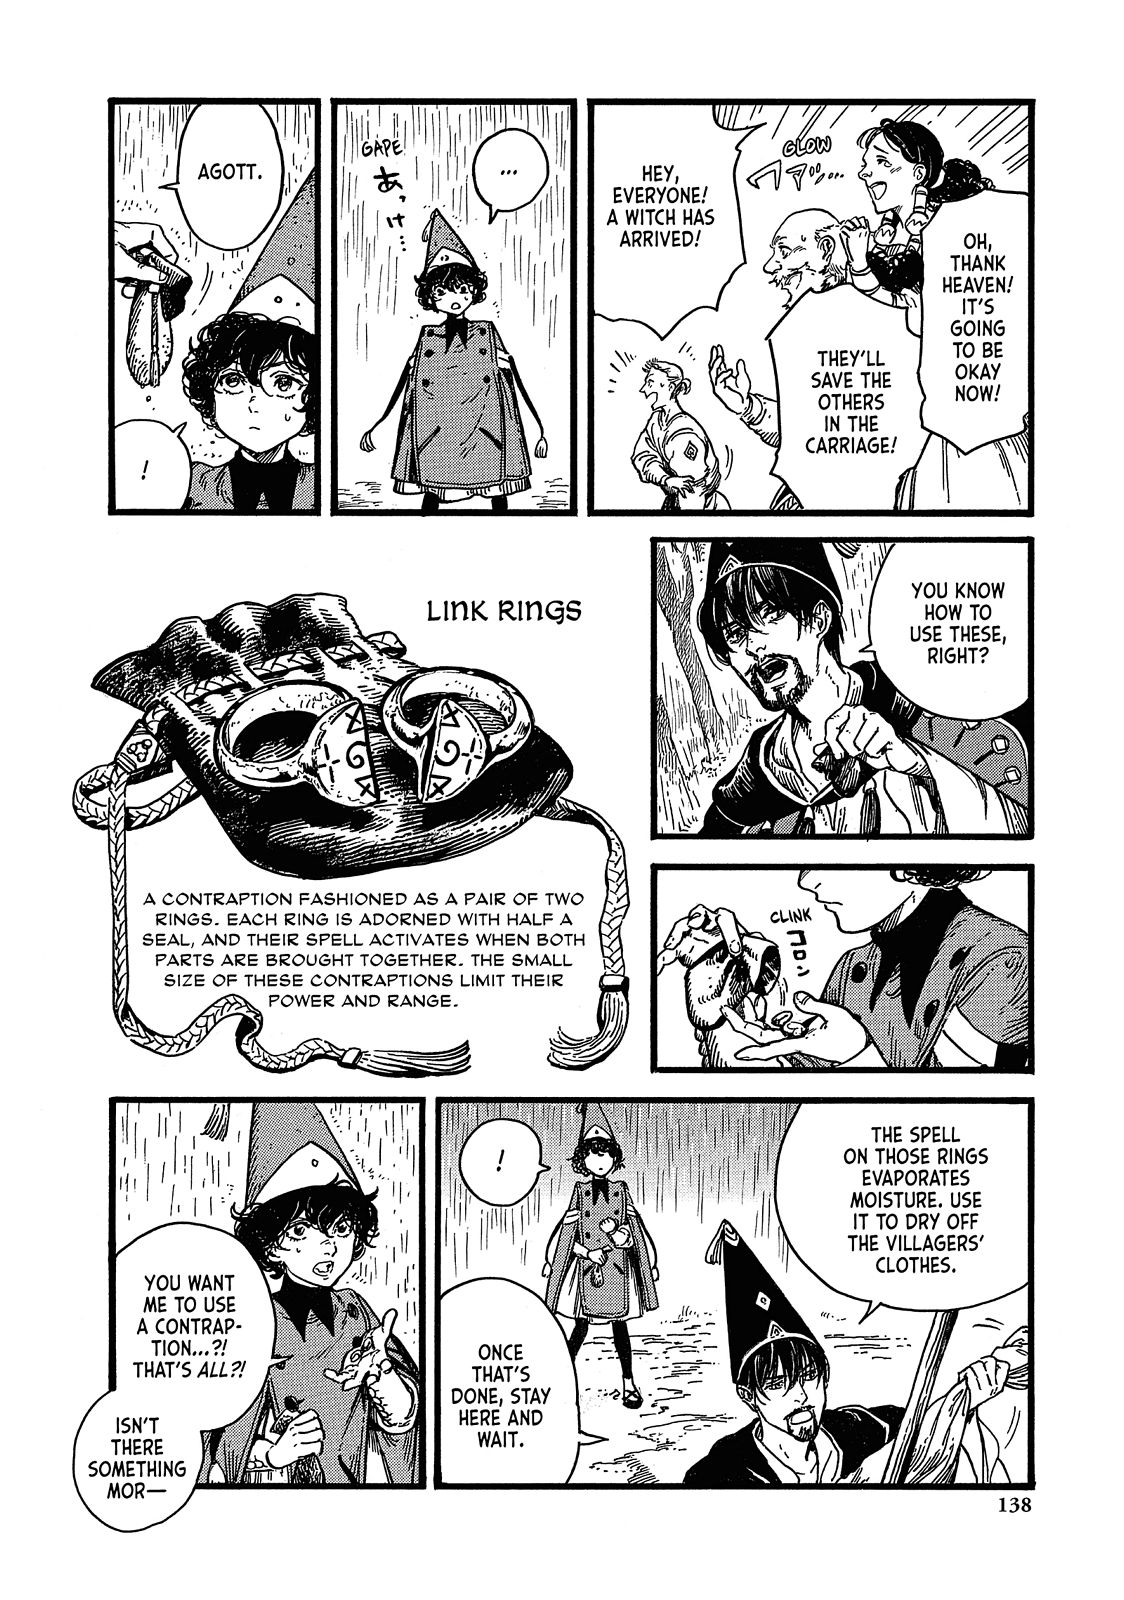 HEY,
EVERYONE!
A WITCH HAS
ARRIVED!
GLOW
クワァッ…
OH,
THANK
HEAVEN!
IT'S
GOING
TO BE
OKAY
NOW!
THEY'LL
SAVE THE
OTHERS
IN THE
CARRIAGE!
...
GAPE
あっけ…
AGOTT.
!
YOU KNOW
HOW TO
USE THESE,
RIGHT?
CLINK
コロ
LINK RINGS
A CONTRAPTION FASHIONED AS A PAIR OF TWO
RINGS. EACH RING IS ADORNED WITH HALF A
SEAL, AND THEIR SPELL ACTIVATES WHEN BOTH
PARTS ARE BROUGHT TOGETHER. THE SMALL
SIZE OF THESE CONTRAPTIONS LIMIT THEIR
POWER AND RANGE.
THE SPELL
ON THOSE RINGS
EVAPORATES
MOISTURE. USE
IT TO DRY OFF
THE VILLAGERS'
CLOTHES.
!
ONCE
THAT'S
DONE, STAY
HERE AND
WAIT.
YOU WANT
ME TO USE
A CONTRAP-
TION...?!
THAT'S ALL?!
ISN'T
THERE
SOMETHING
MOR—
138